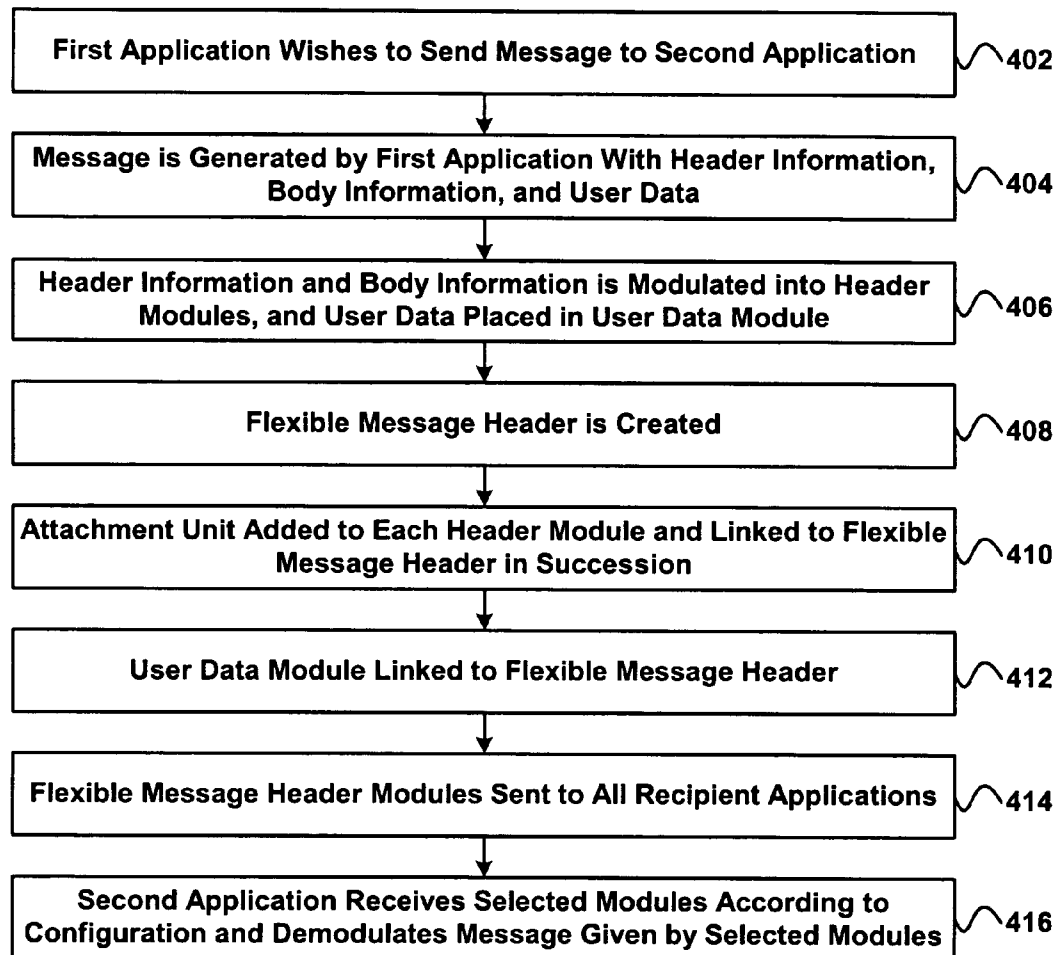 First Application Wishes to Send Message to Second Application
402
Message is Generated by First Application With Header Information,
Body Information, and User Data
404
Header Information and Body Information is Modulated into Header
Modules, and User Data Placed in User Data Module
406
Flexible Message Header is Created
408
Attachment Unit Added to Each Header Module and Linked to Flexible
Message Header in Succession
410
User Data Module Linked to Flexible Message Header
412
Flexible Message Header Modules Sent to All Recipient Applications
414
Second Application Receives Selected Modules According to
Configuration and Demodulates Message Given by Selected Modules
416